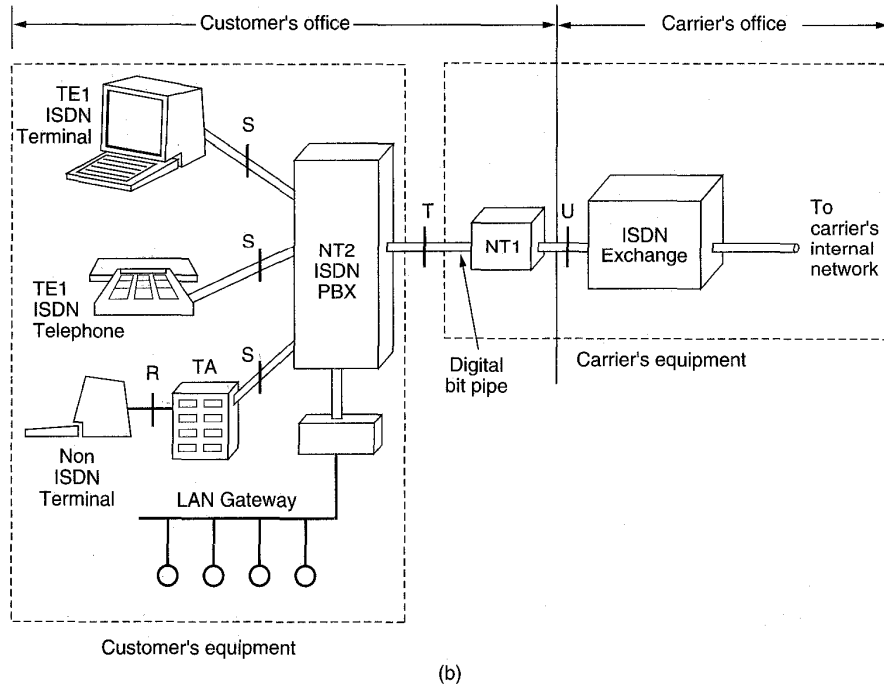 Customer's office
Carrier's office
TE1
ISDN
Terminal
S
TE1
ISDN
Telephone
S
NT2
ISDN
PBX
T
NT1
U
ISDN
Exchange
To
carrier's
internal
network
Digital
bit pipe
Carrier's equipment
R
TA
S
Non
ISDN
Terminal
LAN Gateway
Customer's equipment
(b)